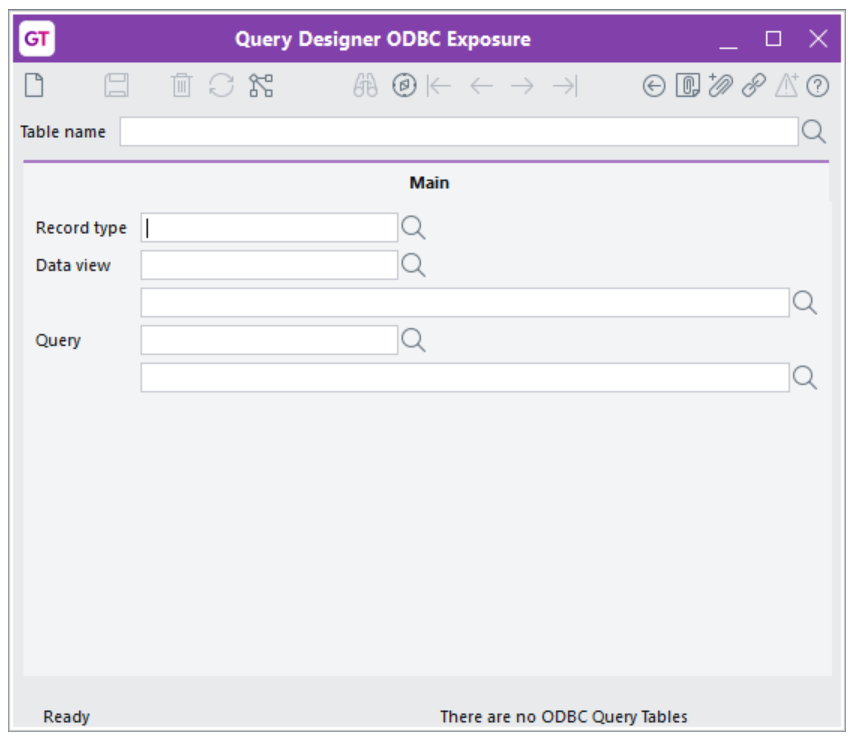 GT Query Designer ODBC Exposure
Table name
Main
Record type
Data view
Query
Ready There are no ODBC Query Tables